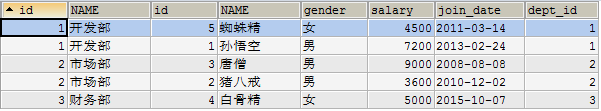 id NAME id NAME gender salary join_date dept_id
1 开发部 5 蜘蛛精 女 4500 2011-03-14 1
1 开发部 1 孙悟空 男 7200 2013-02-24 1
2 市场部 3 唐僧 男 9000 2008-08-08 2
2 市场部 2 猪八戒 男 3600 2010-12-02 2
3 财务部 4 白骨精 女 5000 2015-10-07 3